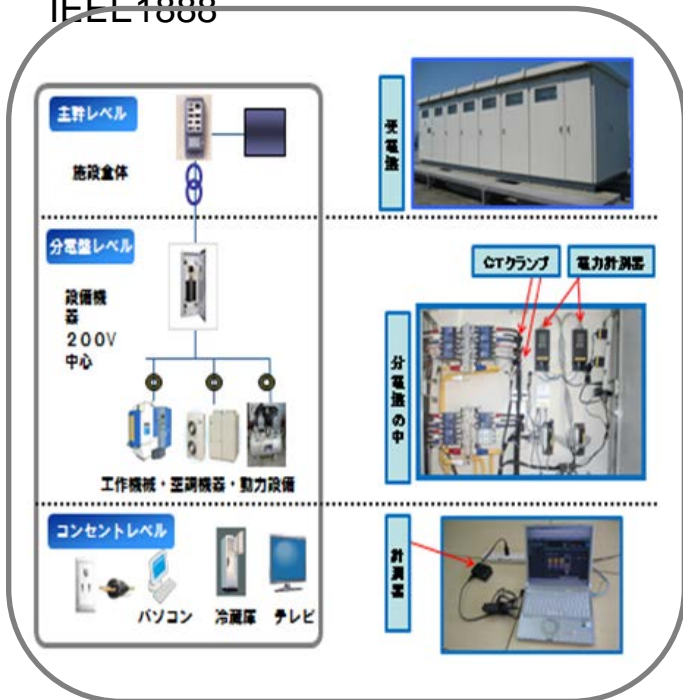 IEEE1888
主幹レベル
施設全体
受電盤
分電盤レベル
設備機
器
200V
中心
CTクランプ
電力計測器
分電盤の中
工作機械・空調機器・動力設備
コンセントレベル
パソコン
冷蔵庫
テレビ
計測器